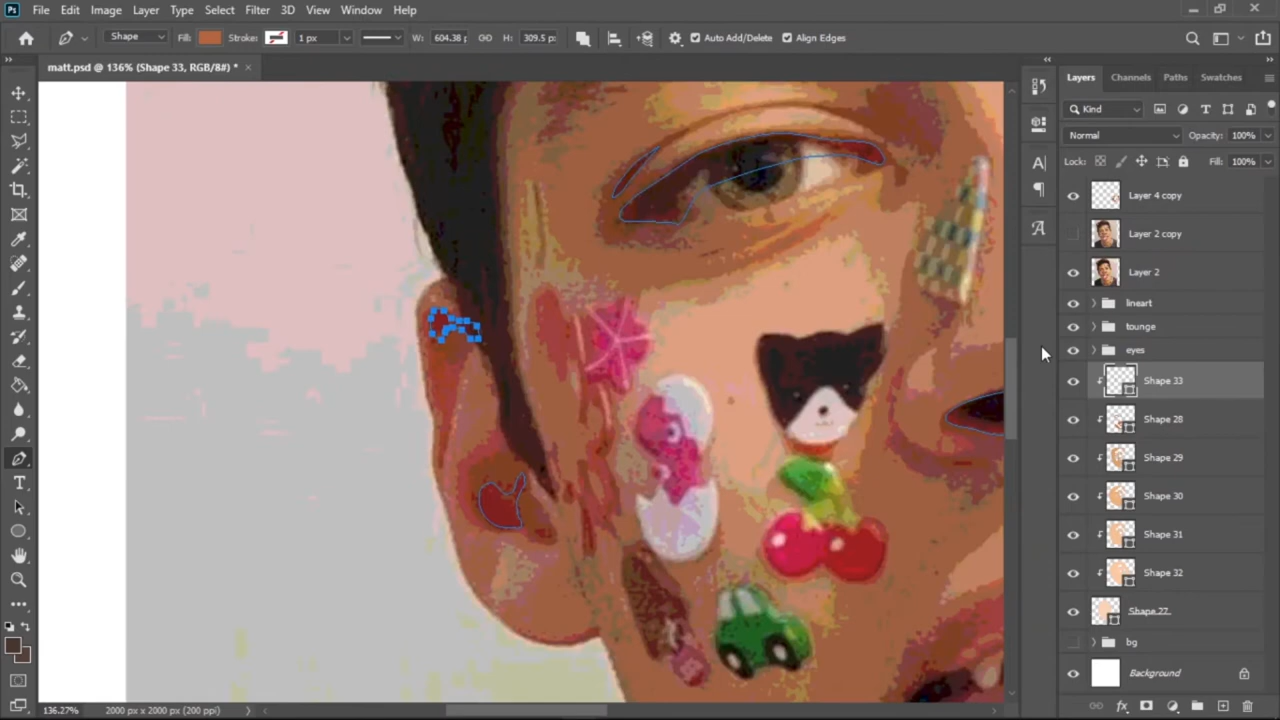 Ps File Edit Image Layer Type Select Filter 3D View Window Help
Shape Fill: Stroke: 1 px W: 604.38 p H: 309.5 p Auto Add/Delete Align Edges
matt.psd @ 136% (Shape 33, RGB/8#) * ×
Layers Channels Paths Swatches
Kind
Normal Opacity: 100%
Lock: Fill: 100%
Layer 4 copy
Layer 2 copy
Layer 2
lineart
tounge
eyes
Shape 33
Shape 28
Shape 29
Shape 30
Shape 31
Shape 32
Shape 27
bg
Background
136.27% 2000 px x 2000 px (200 ppi)